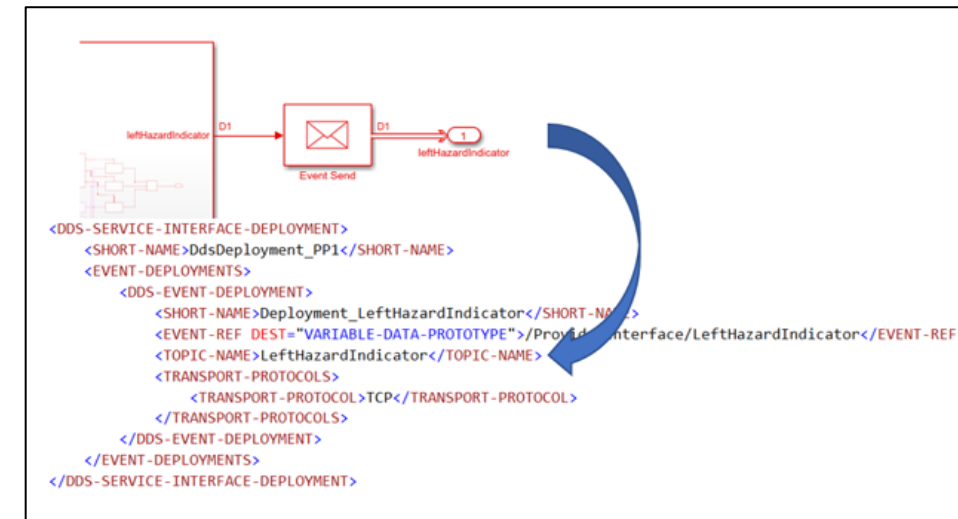 leftHazardIndicator
D1
D1
1
leftHazardIndicator
Event Send
<DDS-SERVICE-INTERFACE-DEPLOYMENT>
<SHORT-NAME>DdsDeployment_PP1</SHORT-NAME>
<EVENT-DEPLOYMENTS>
<DDS-EVENT-DEPLOYMENT>
<SHORT-NAME>Deployment_LeftHazardIndicator</SHORT-NAME>
<EVENT-REF DEST="VARIABLE-DATA-PROTOTYPE">/Provide Interface/LeftHazardIndicator</EVENT-REF
<TOPIC-NAME>LeftHazardIndicator</TOPIC-NAME>
<TRANSPORT-PROTOCOLS>
<TRANSPORT-PROTOCOL>TCP</TRANSPORT-PROTOCOL>
</TRANSPORT-PROTOCOLS>
</DDS-EVENT-DEPLOYMENT>
</EVENT-DEPLOYMENTS>
</DDS-SERVICE-INTERFACE-DEPLOYMENT>